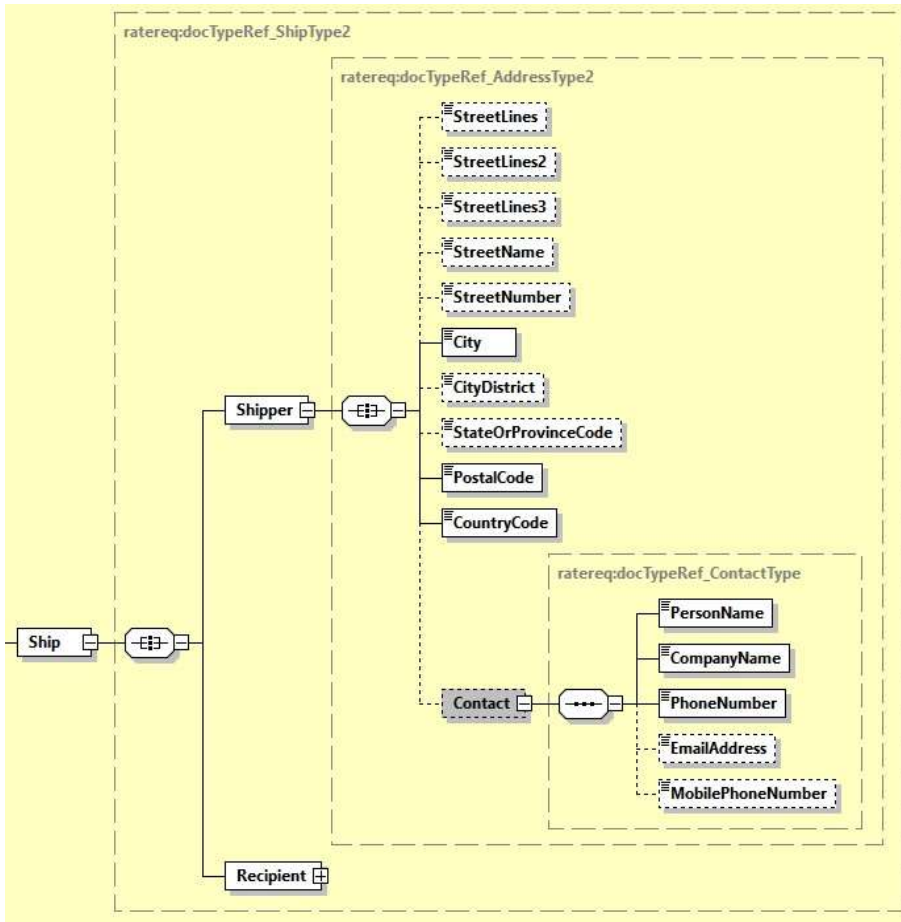 ratereq:docTypeRef_ShipType2
ratereq:docTypeRef_AddressType2
StreetLines
StreetLines2
StreetLines3
StreetName
StreetNumber
City
CityDistrict
Shipper
StateOrProvinceCode
PostalCode
CountryCode
ratereq:docTypeRef_ContactType
PersonName
Ship
CompanyName
Contact
PhoneNumber
EmailAddress
MobilePhoneNumber
Recipient